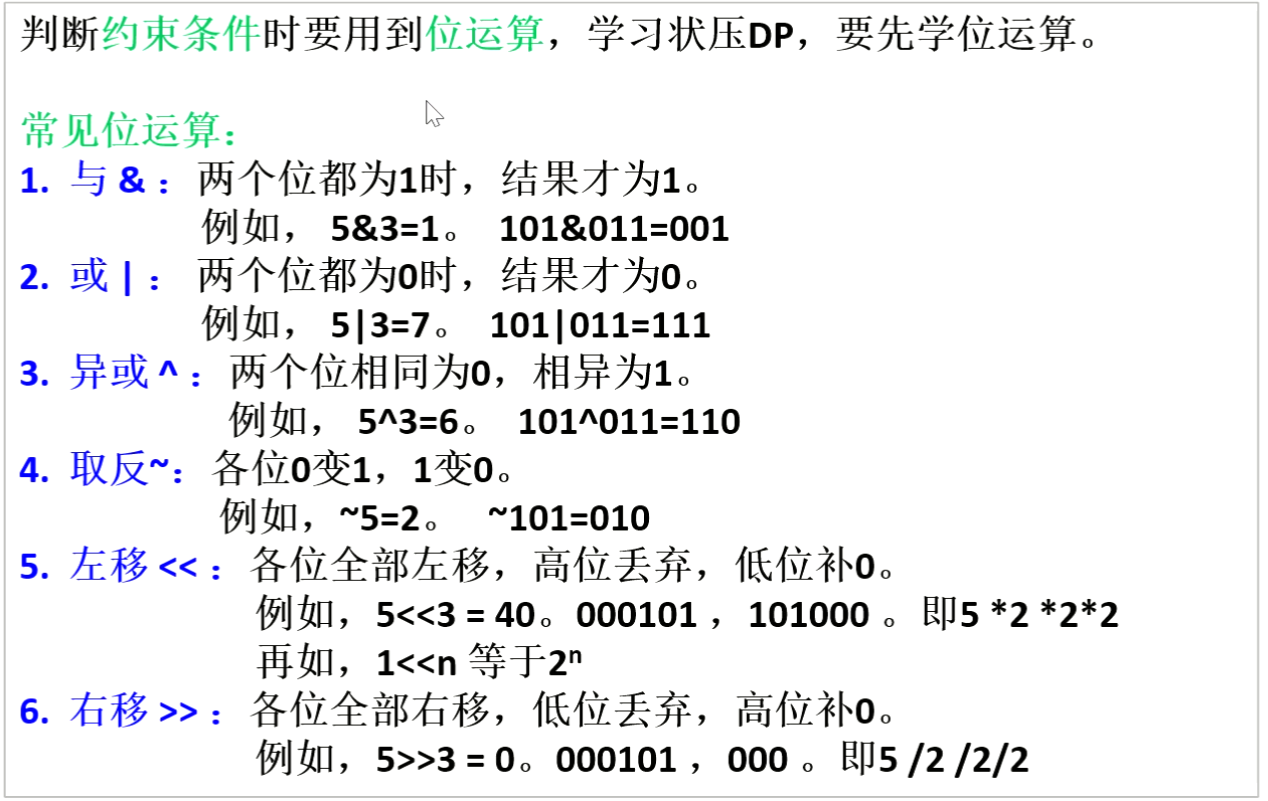 判断约束条件时要用到位运算，学习状压DP，要先学位运算。
常见位运算：
1. 与 & ：两个位都为1时，结果才为1。
例如， 5&3=1。 101&011=001
2. 或 | ： 两个位都为0时，结果才为0。
例如， 5|3=7。 101|011=111
3. 异或 ^ ：两个位相同为0，相异为1。
例如， 5^3=6。 101^011=110
4. 取反~：各位0变1，1变0。
例如，~5=2。 ~101=010
5. 左移 << ：各位全部左移，高位丢弃，低位补0。
例如，5<<3 = 40。000101 ，101000 。即5 *2 *2*2
再如，1<<n 等于2ⁿ
6. 右移 >> ：各位全部右移，低位丢弃，高位补0。
例如，5>>3 = 0。000101 ，000 。即5 /2 /2/2